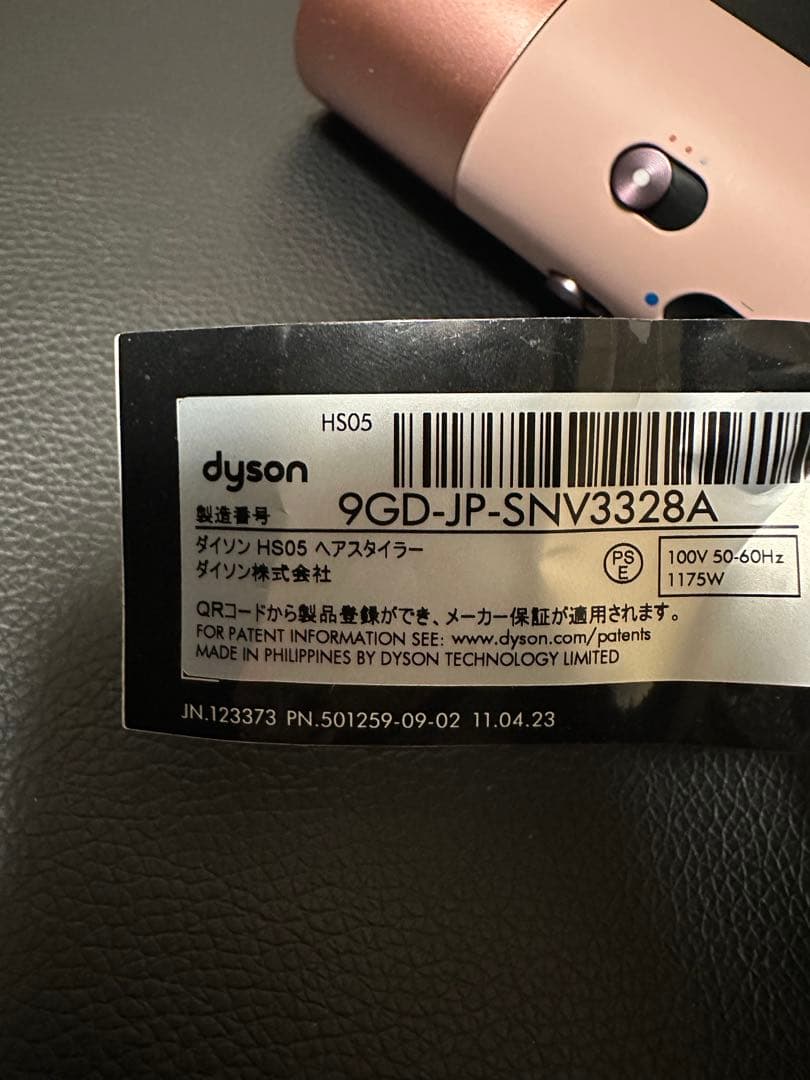 HS05
dyson
製造番号 9GD-JP-SNV3328A
ダイソン HS05 ヘアスタイラー
ダイソン株式会社
PS
E
100V 50-60Hz
1175W
QRコードから製品登録ができ、メーカー保証が適用されます。
FOR PATENT INFORMATION SEE: www.dyson.com/patents
MADE IN PHILIPPINES BY DYSON TECHNOLOGY LIMITED
JN.123373 PN.501259-09-02 11.04.23